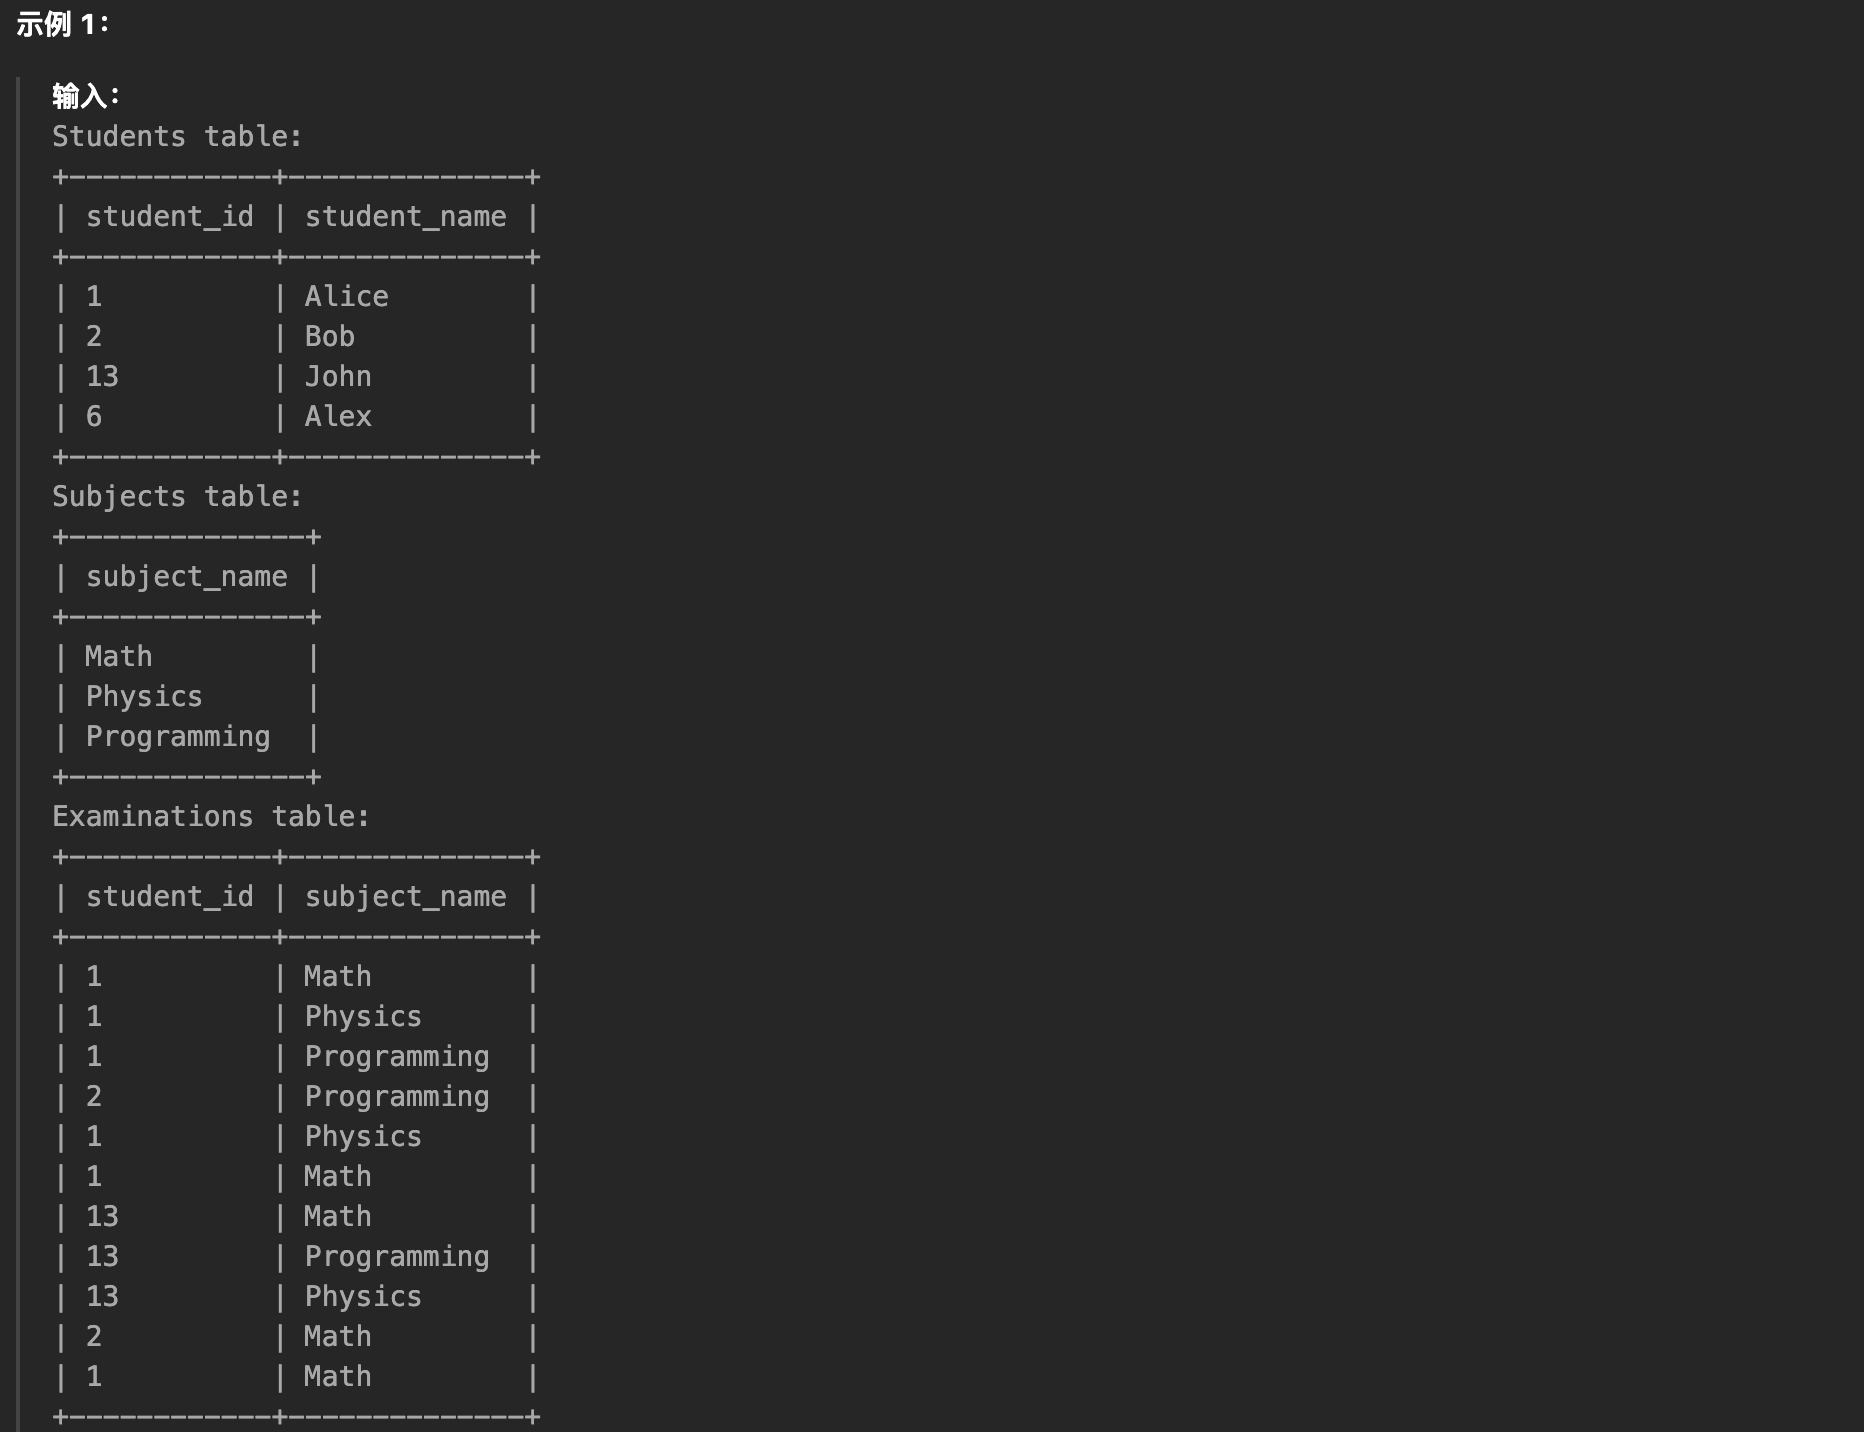 示例 1：
输入：
Students table:
+------------+--------------+
| student_id | student_name |
+------------+--------------+
| 1          | Alice        |
| 2          | Bob          |
| 13         | John         |
| 6          | Alex         |
+------------+--------------+
Subjects table:
+--------------+
| subject_name |
+--------------+
| Math         |
| Physics      |
| Programming  |
+--------------+
Examinations table:
+------------+--------------+
| student_id | subject_name |
+------------+--------------+
| 1          | Math         |
| 1          | Physics      |
| 1          | Programming  |
| 2          | Programming  |
| 1          | Physics      |
| 1          | Math         |
| 13         | Math         |
| 13         | Programming  |
| 13         | Physics      |
| 2          | Math         |
| 1          | Math         |
+------------+--------------+